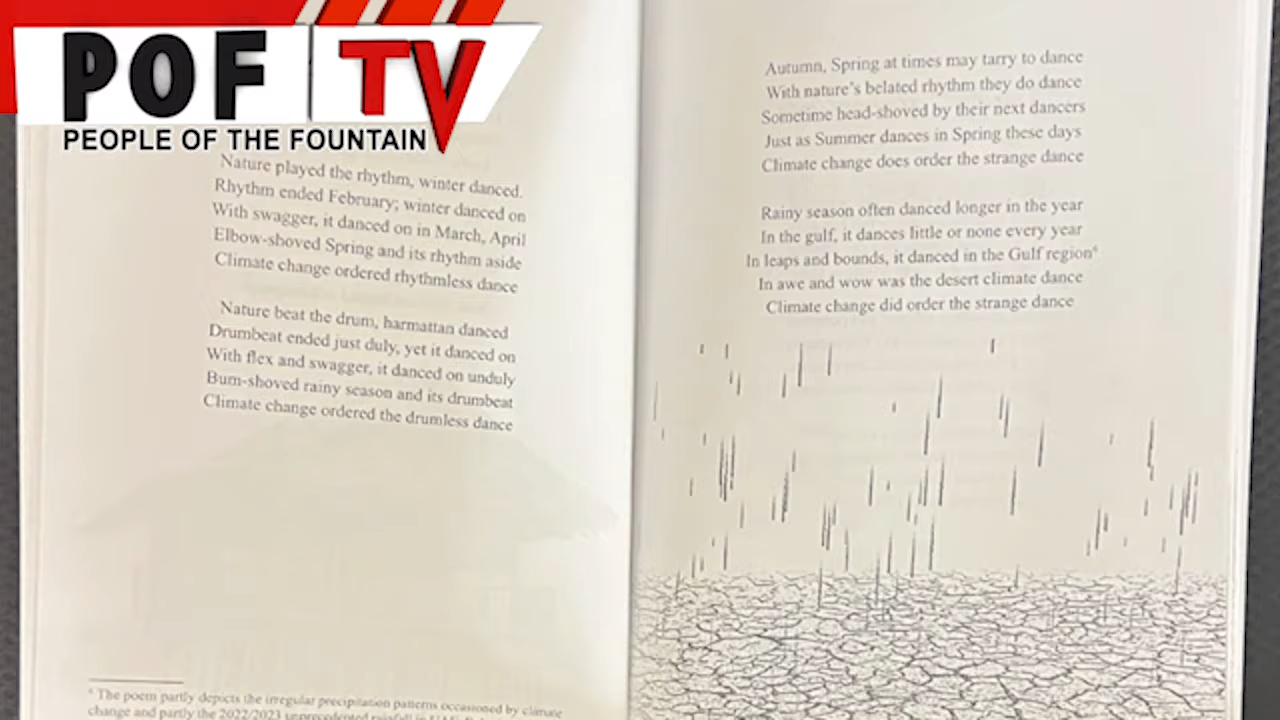 POF TV
PEOPLE OF THE FOUNTAIN
Nature played the rhythm, winter danced.
Rhythm ended February; winter danced on
With swagger, it danced on in March, April
Elbow-shoved Spring and its rhythm aside
Climate change ordered rhythmless dance
Nature beat the drum, harmattan danced
Drumbeat ended just duly, yet it danced on
With flex and swagger, it danced on unduly
Bum-shoved rainy season and its drumbeat
Climate change ordered the drumless dance
⁶ The poem partly depicts the irregular precipitation patterns occasioned by climate
change and partly the 2022/2023 unprecedented rainfall in
Autumn, Spring at times may tarry to dance
With nature's belated rhythm they do dance
Sometime head-shoved by their next dancers
Just as Summer dances in Spring these days
Climate change does order the strange dance
Rainy season often danced longer in the year
In the gulf, it dances little or none every year
In leaps and bounds, it danced in the Gulf region⁶
In awe and wow was the desert climate dance
Climate change did order the strange dance